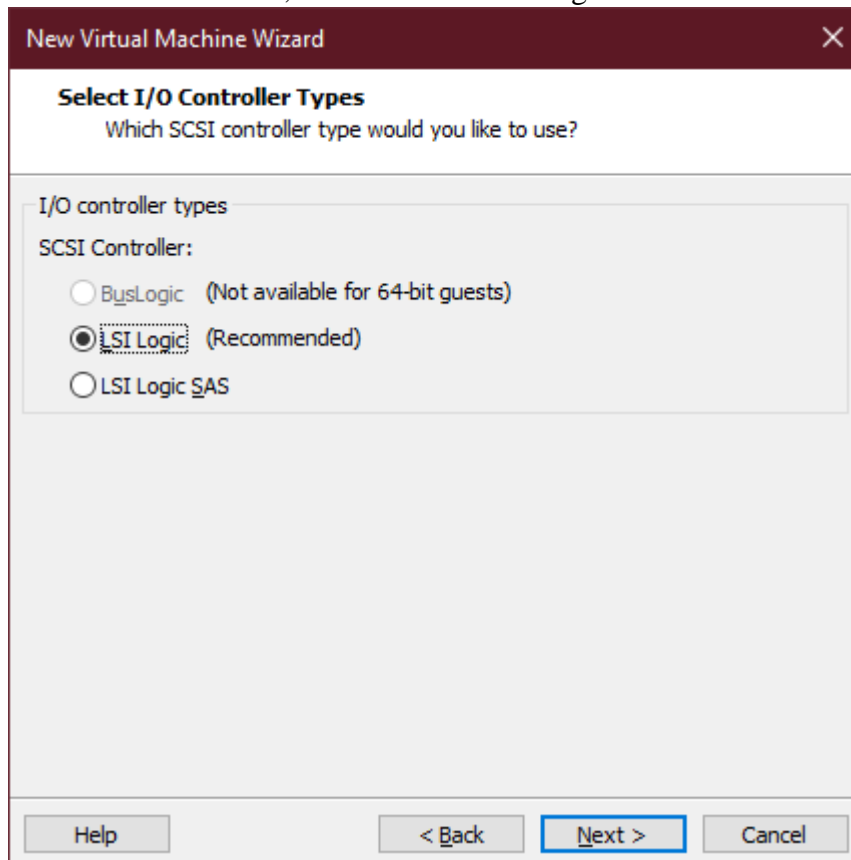 New Virtual Machine Wizard
Select I/O Controller Types
Which SCSI controller type would you like to use?
I/O controller types
SCSI Controller:
BusLogic (Not available for 64-bit guests)
LSI Logic (Recommended)
LSI Logic SAS
Help < Back Next > Cancel